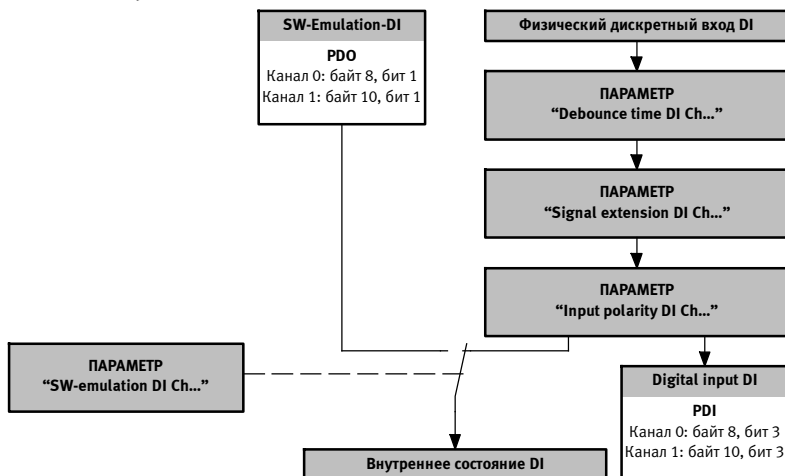 SW-Emulation-DI
PDO
Канал 0: байт 8, бит 1
Канал 1: байт 10, бит 1
Физический дискретный вход DI
ПАРАМЕТР
“Debounce time DI Ch...”
ПАРАМЕТР
“Signal extension DI Ch...”
ПАРАМЕТР
“Input polarity DI Ch...”
ПАРАМЕТР
“SW-emulation DI Ch...”
Digital input DI
PDI
Канал 0: байт 8, бит 3
Канал 1: байт 10, бит 3
Внутреннее состояние DI